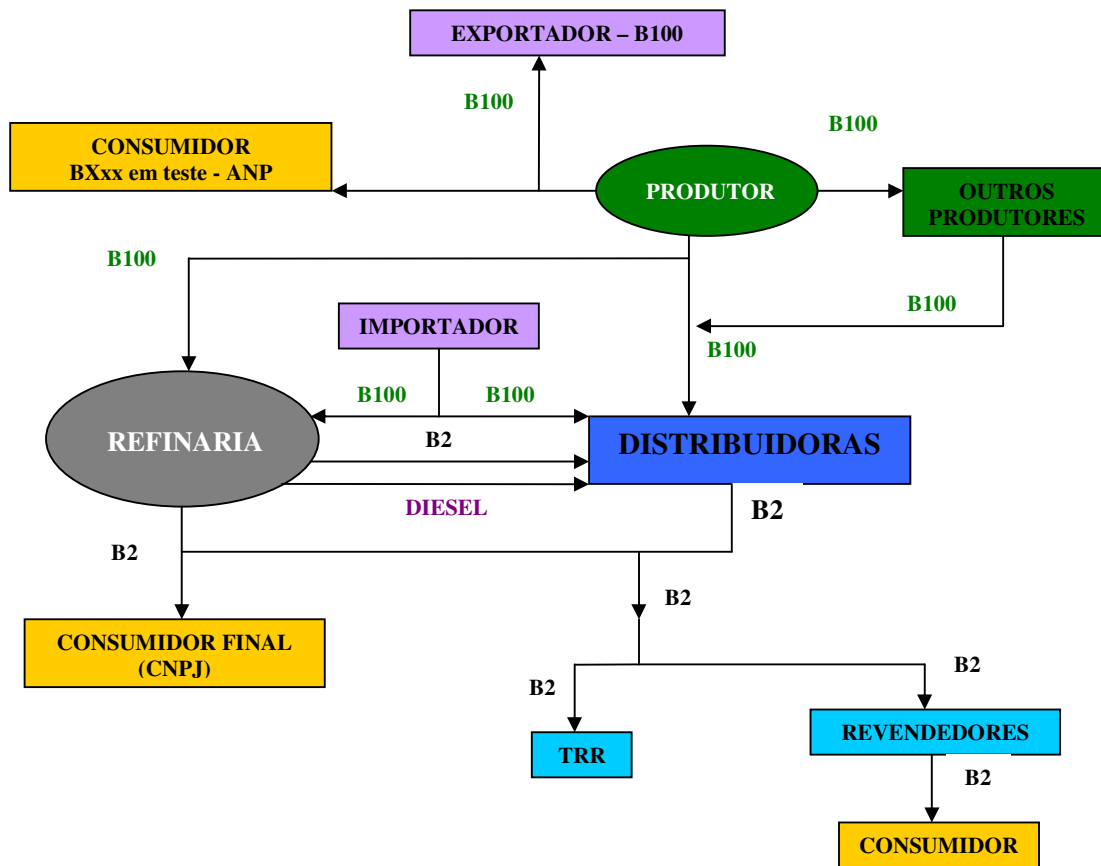 EXPORTADOR – B100
B100
B100
CONSUMIDOR
BXxx em teste - ANP
PRODUTOR
OUTROS
PRODUTORES
B100
B100
IMPORTADOR
B100
B100
B100
REFINARIA
B2
DISTRIBUIDORAS
DIESEL
B2
B2
B2
CONSUMIDOR FINAL
(CNPJ)
B2
B2
REVENDEDORES
TRR
B2
CONSUMIDOR